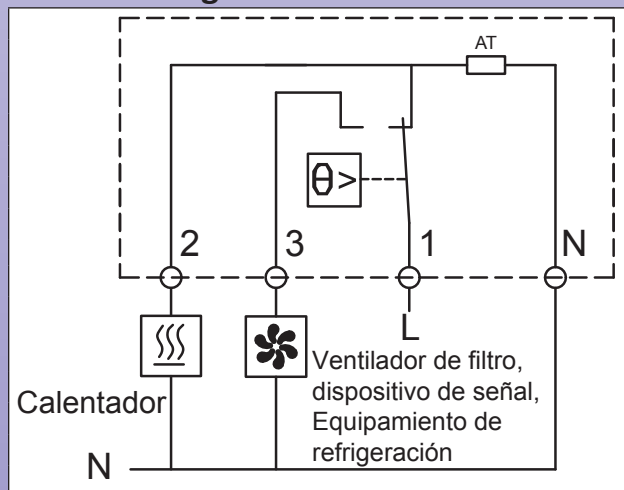 AT
θ>
2
3
1
N
L
Ventilador de filtro,
dispositivo de señal,
Equipamiento de
refrigeración
Calentador
N